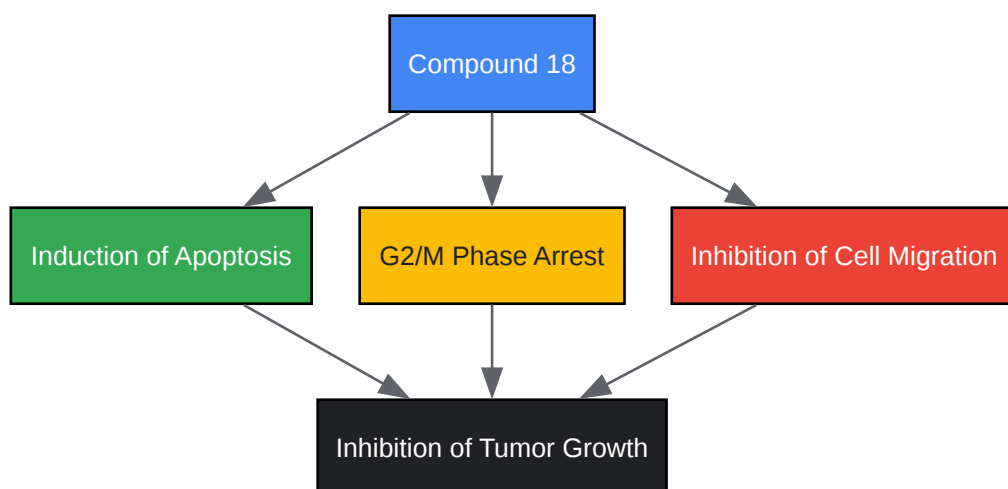 Compound 18
Induction of Apoptosis
G2/M Phase Arrest
Inhibition of Cell Migration
Inhibition of Tumor Growth